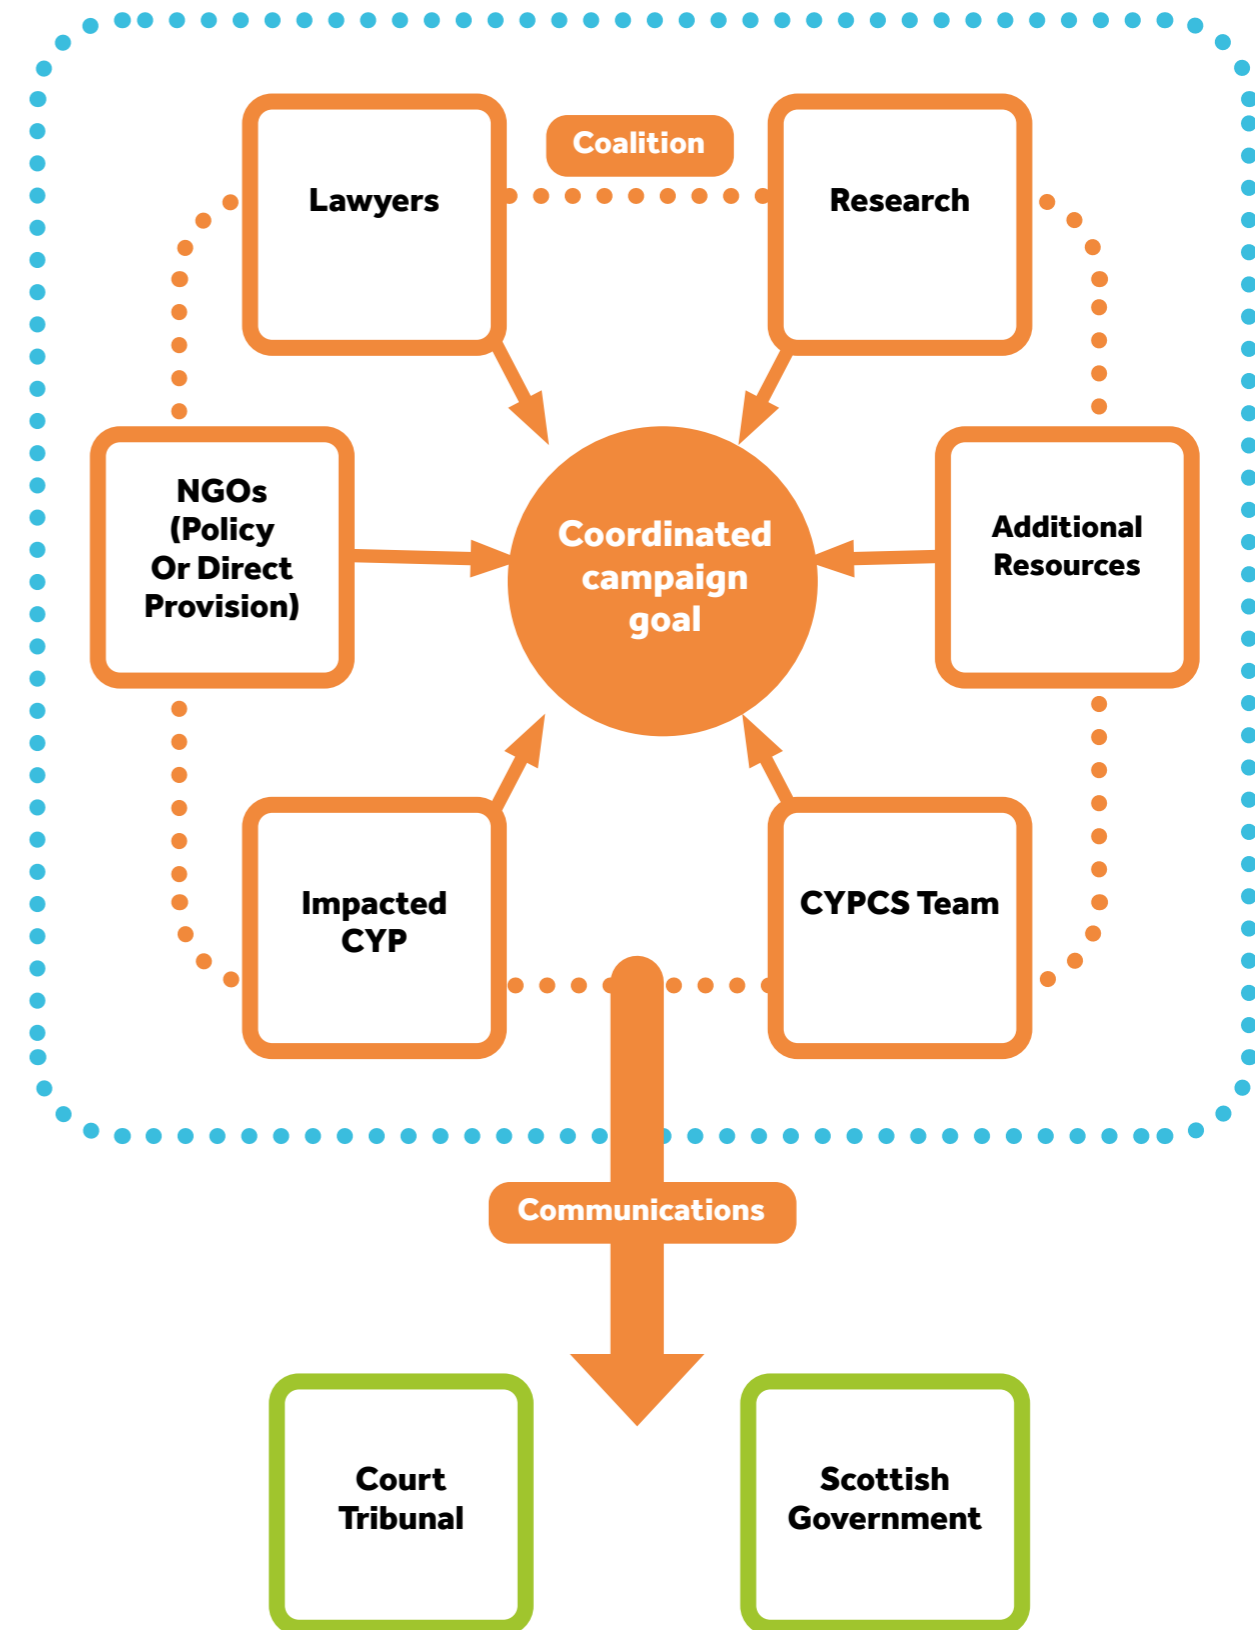 Coalition
Lawyers
Research
NGOs
(Policy
Or Direct
Provision)
Coordinated
campaign
goal
Additional
Resources
Impacted
CYP
CYPCS Team
Communications
Court
Tribunal
Scottish
Government